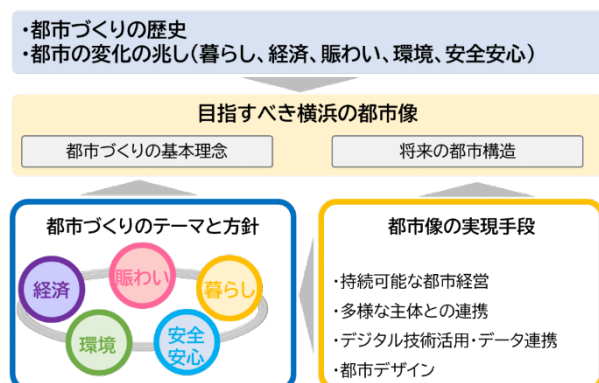 ・都市づくりの歴史
・都市の変化の兆し(暮らし、経済、賑わい、環境、安全安心)
目指すべき横浜の都市像
都市づくりの基本理念
将来の都市構造
都市づくりのテーマと方針
経済
賑わい
暮らし
環境
安全
安心
都市像の実現手段
・持続可能な都市経営
・多様な主体との連携
・デジタル技術活用・データ連携
・都市デザイン